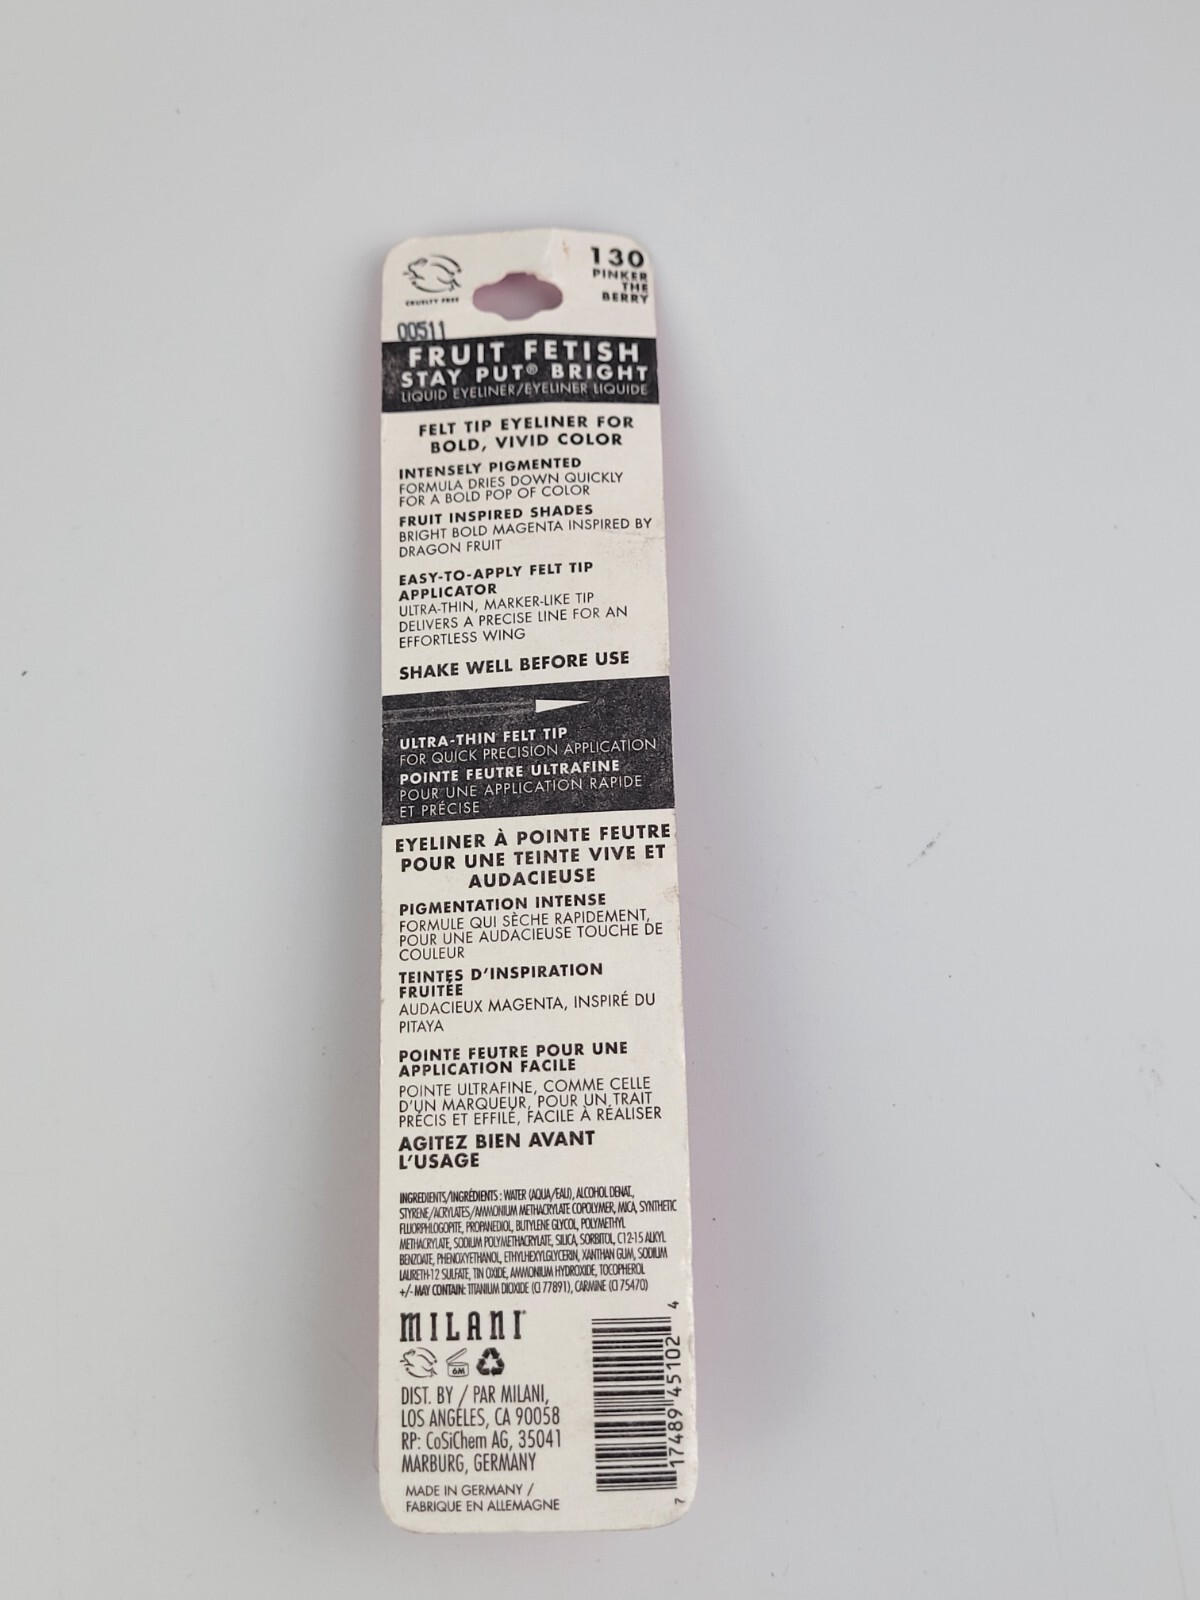 CRUELTY FREE
130
PINKER
THE
BERRY
00511
FRUIT FETISH
STAY PUT® BRIGHT
LIQUID EYELINER/EYELINER LIQUIDE
FELT TIP EYELINER FOR
BOLD, VIVID COLOR
INTENSELY PIGMENTED
FORMULA DRIES DOWN QUICKLY
FOR A BOLD POP OF COLOR
FRUIT INSPIRED SHADES
BRIGHT BOLD MAGENTA INSPIRED BY
DRAGON FRUIT
EASY-TO-APPLY FELT TIP
APPLICATOR
ULTRA-THIN, MARKER-LIKE TIP
DELIVERS A PRECISE LINE FOR AN
EFFORTLESS WING
SHAKE WELL BEFORE USE
ULTRA-THIN FELT TIP
FOR QUICK PRECISION APPLICATION
POINTE FEUTRE ULTRAFINE
POUR UNE APPLICATION RAPIDE
ET PRÉCISE
EYELINER À POINTE FEUTRE
POUR UNE TEINTE VIVE ET
AUDACIEUSE
PIGMENTATION INTENSE
FORMULE QUI SÈCHE RAPIDEMENT,
POUR UNE AUDACIEUSE TOUCHE DE
COULEUR
TEINTES D'INSPIRATION
FRUITÉE
AUDACIEUX MAGENTA, INSPIRÉ DU
PITAYA
POINTE FEUTRE POUR UNE
APPLICATION FACILE
POINTE ULTRAFINE, COMME CELLE
D'UN MARQUEUR, POUR UN TRAIT
PRÉCIS ET EFFILÉ, FACILE À RÉALISER
AGITEZ BIEN AVANT
L'USAGE
INGREDIENTS/INGRÉDIENTS : WATER (AQUA/EAU), ALCOHOL DENAT.,
STYRENE/ACRYLATES/AMMONIUM METHACRYLATE COPOLYMER, MICA, SYNTHETIC
FLUORPHLOGOPITE, PROPANEDIOL, BUTYLENE GLYCOL, POLYMETHYL
METHACRYLATE, SODIUM POLYMETHACRYLATE, SILICA, SORBITOL, C12-15 ALKYL
BENZOATE, PHENOXYETHANOL, ETHYLHEXYLGLYCERIN, XANTHAN GUM, SODIUM
LAURETH-12 SULFATE, TIN OXIDE, AMMONIUM HYDROXIDE, TOCOPHEROL
+/- MAY CONTAIN: TITANIUM DIOXIDE (CI 77891), CARMINE (CI 75470)
MILANI
6M
DIST. BY / PAR MILANI,
LOS ANGELES, CA 90058
RP: CoSiChem AG, 35041
MARBURG, GERMANY
MADE IN GERMANY /
FABRIQUE EN ALLEMAGNE
7 17489 45102 4